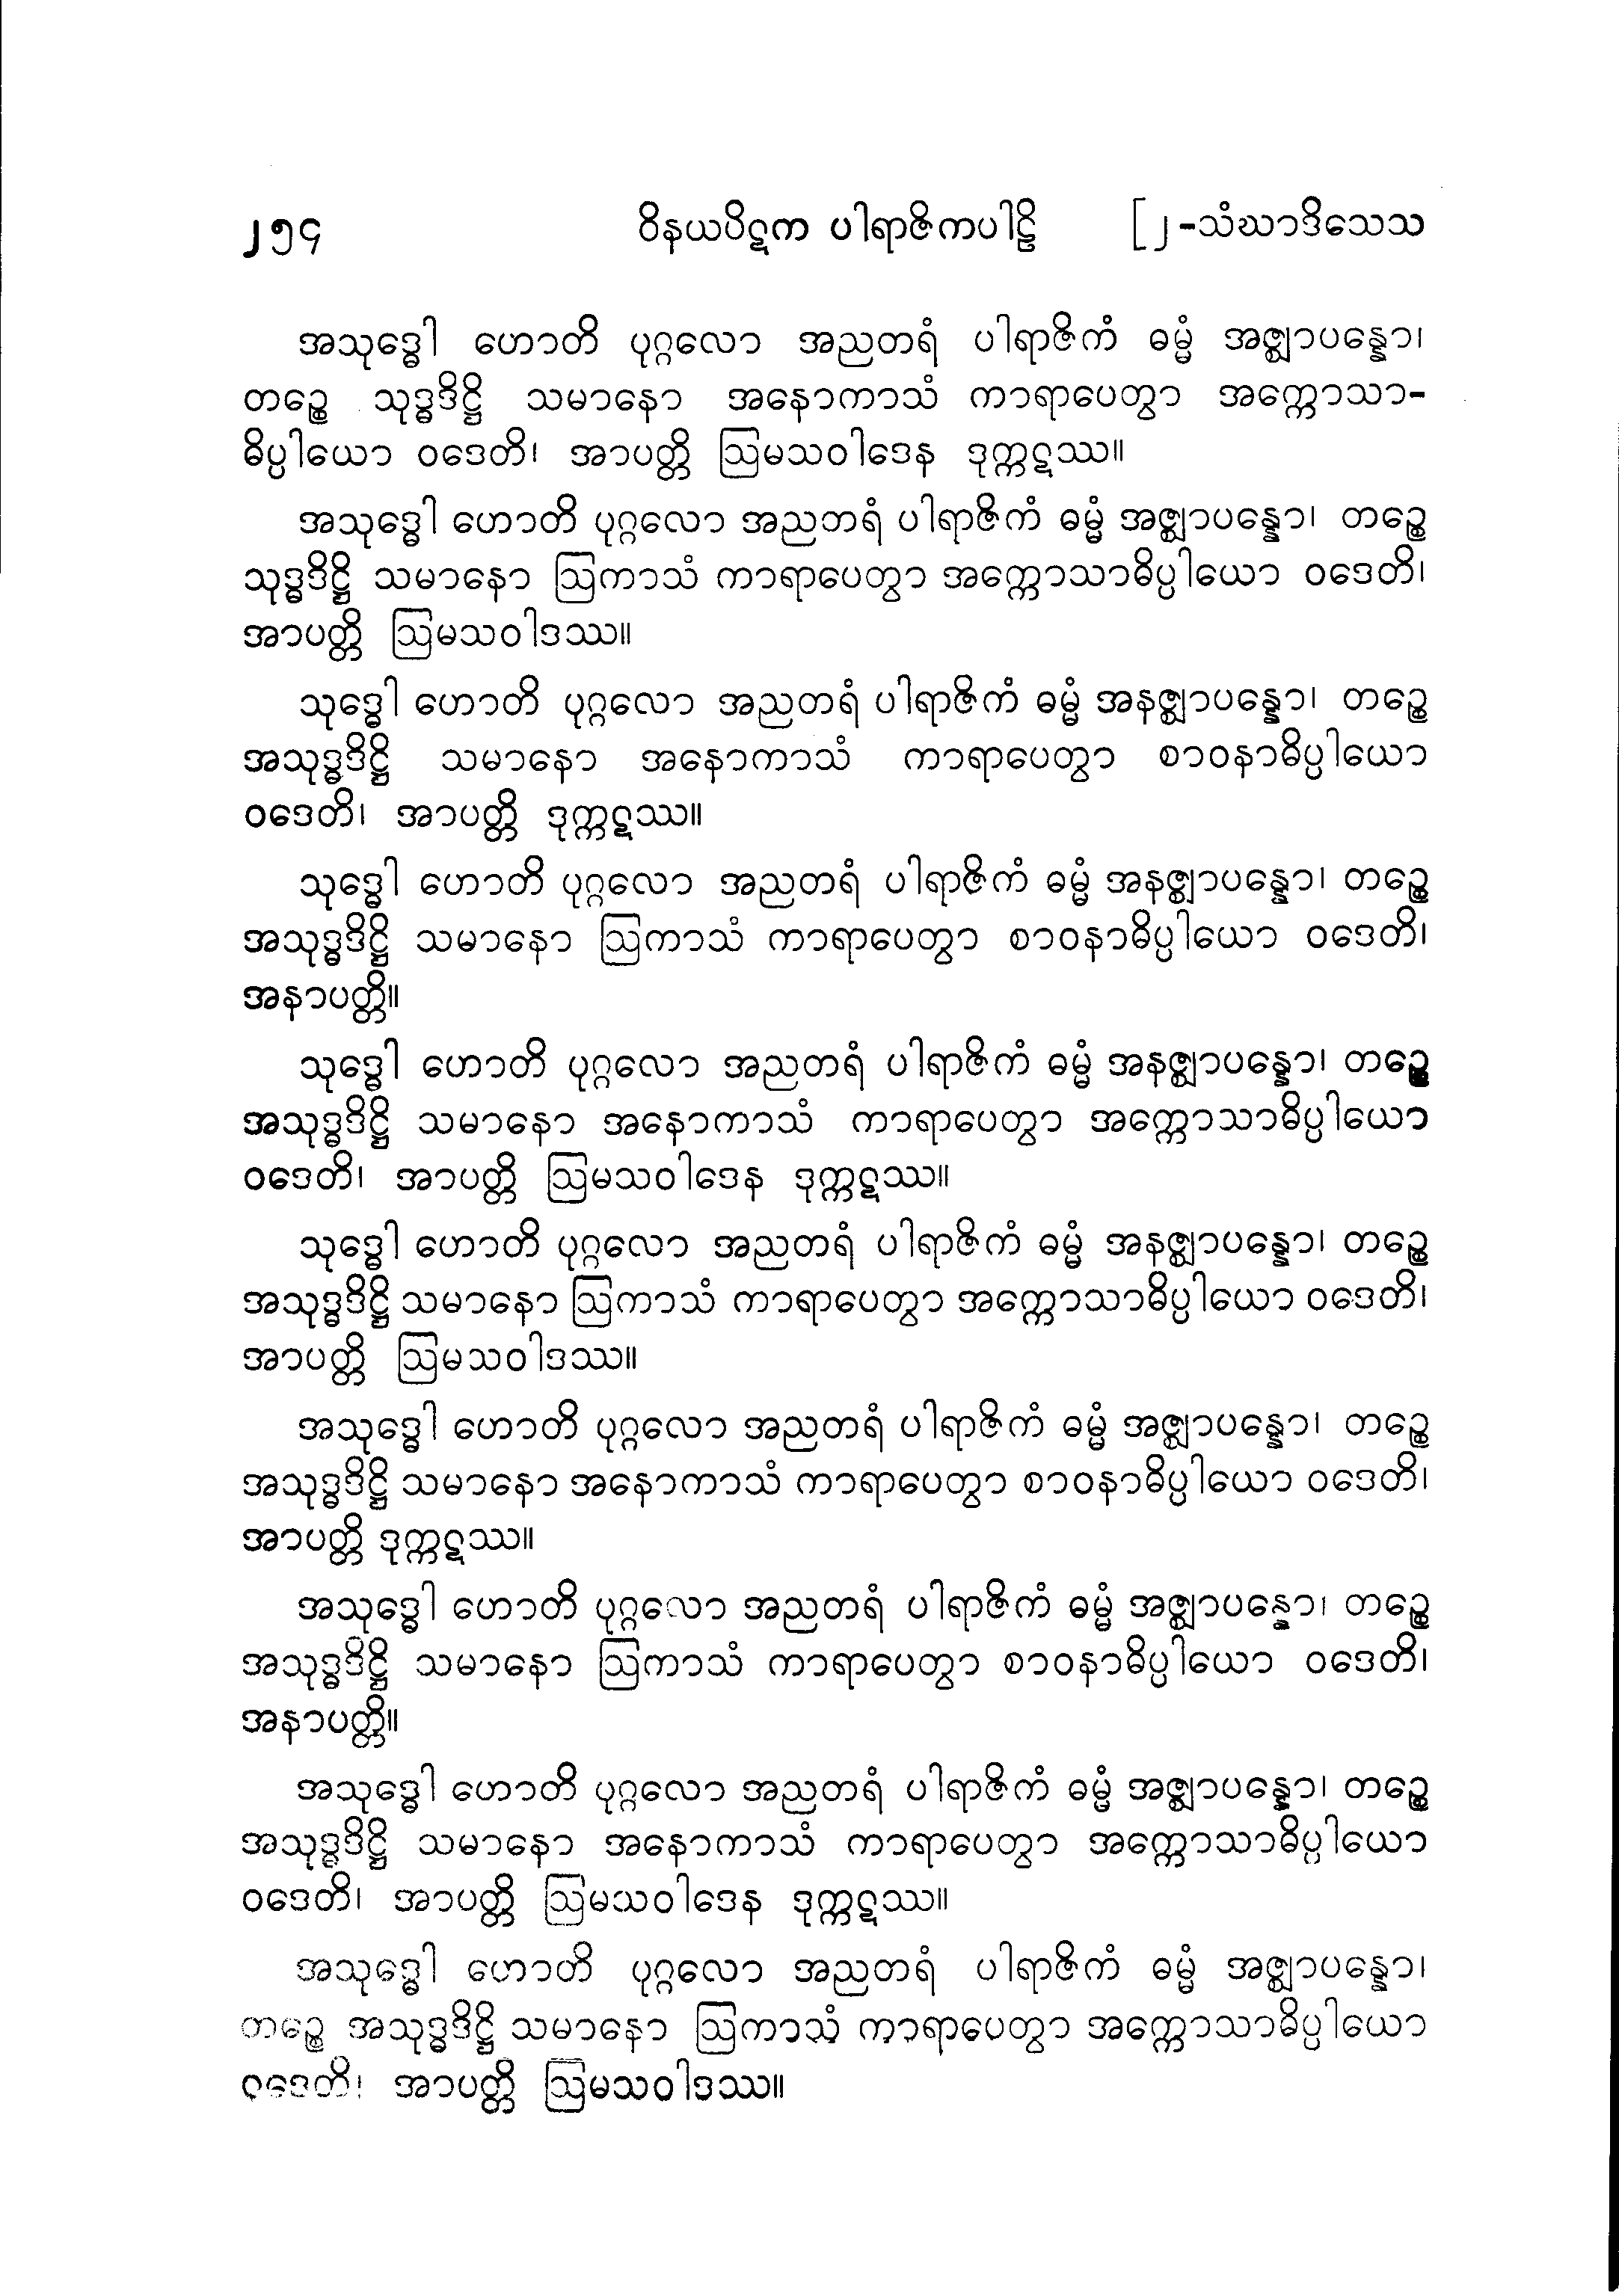 ၂၅၄ ဝိနယပိဋက ပါရာဇိကပါဠိ [၂-သံဃာဒိသေသ
အသုဒ္ဓေါ ဟောတိ ပုဂ္ဂလော အညတရံ ပါရာဇိကံ ဓမ္မံ အဇ္ဈာပန္နော၊
တဉ္စေ သုဒ္ဓဒိဋ္ဌိ သမာနော အနောကာသံ ကာရာပေတွာ အက္ကောသာ-
ဓိပ္ပါယော ဝဒေတိ၊ အာပတ္တိ ဩမသဝါဒေန ဒုက္ကဋဿ။
အသုဒ္ဓေါ ဟောတိ ပုဂ္ဂလော အညတရံ ပါရာဇိကံ ဓမ္မံ အဇ္ဈာပန္နော၊ တဉ္စေ
သုဒ္ဓဒိဋ္ဌိ သမာနော ဩကာသံ ကာရာပေတွာ အက္ကောသာဓိပ္ပါယော ဝဒေတိ၊
အာပတ္တိ ဩမသဝါဒဿ။
သုဒ္ဓေါ ဟောတိ ပုဂ္ဂလော အညတရံ ပါရာဇိကံ ဓမ္မံ အနဇ္ဈာပန္နော၊ တဉ္စေ
အသုဒ္ဓဒိဋ္ဌိ သမာနော အနောကာသံ ကာရာပေတွာ စာဝနာဓိပ္ပါယော
ဝဒေတိ၊ အာပတ္တိ ဒုက္ကဋဿ။
သုဒ္ဓေါ ဟောတိ ပုဂ္ဂလော အညတရံ ပါရာဇိကံ ဓမ္မံ အနဇ္ဈာပန္နော၊ တဉ္စေ
အသုဒ္ဓဒိဋ္ဌိ သမာနော ဩကာသံ ကာရာပေတွာ စာဝနာဓိပ္ပါယော ဝဒေတိ၊
အနာပတ္တိ။
သုဒ္ဓေါ ဟောတိ ပုဂ္ဂလော အညတရံ ပါရာဇိကံ ဓမ္မံ အနဇ္ဈာပန္နော၊ တဉ္စေ
အသုဒ္ဓဒိဋ္ဌိ သမာနော အနောကာသံ ကာရာပေတွာ အက္ကောသာဓိပ္ပါယော
ဝဒေတိ၊ အာပတ္တိ ဩမသဝါဒေန ဒုက္ကဋဿ။
သုဒ္ဓေါ ဟောတိ ပုဂ္ဂလော အညတရံ ပါရာဇိကံ ဓမ္မံ အနဇ္ဈာပန္နော၊ တဉ္စေ
အသုဒ္ဓဒိဋ္ဌိ သမာနော ဩကာသံ ကာရာပေတွာ အက္ကောသာဓိပ္ပါယော ဝဒေတိ၊
အာပတ္တိ ဩမသဝါဒဿ။
အသုဒ္ဓေါ ဟောတိ ပုဂ္ဂလော အညတရံ ပါရာဇိကံ ဓမ္မံ အဇ္ဈာပန္နော၊ တဉ္စေ
အသုဒ္ဓဒိဋ္ဌိ သမာနော အနောကာသံ ကာရာပေတွာ စာဝနာဓိပ္ပါယော ဝဒေတိ၊
အာပတ္တိ ဒုက္ကဋဿ။
အသုဒ္ဓေါ ဟောတိ ပုဂ္ဂလော အညတရံ ပါရာဇိကံ ဓမ္မံ အဇ္ဈာပန္နော၊ တဉ္စေ
အသုဒ္ဓဒိဋ္ဌိ သမာနော ဩကာသံ ကာရာပေတွာ စာဝနာဓိပ္ပါယော ဝဒေတိ၊
အနာပတ္တိ။
အသုဒ္ဓေါ ဟောတိ ပုဂ္ဂလော အညတရံ ပါရာဇိကံ ဓမ္မံ အဇ္ဈာပန္နော၊ တဉ္စေ
အသုဒ္ဓဒိဋ္ဌိ သမာနော အနောကာသံ ကာရာပေတွာ အက္ကောသာဓိပ္ပါယော
ဝဒေတိ၊ အာပတ္တိ ဩမသဝါဒေန ဒုက္ကဋဿ။
အသုဒ္ဓေါ ဟောတိ ပုဂ္ဂလော အညတရံ ပါရာဇိကံ ဓမ္မံ အဇ္ဈာပန္နော၊
တဉ္စေ အသုဒ္ဓဒိဋ္ဌိ သမာနော ဩကာသံ ကာရာပေတွာ အက္ကောသာဓိပ္ပါယော
ဝဒေတိ၊ အာပတ္တိ ဩမသဝါဒဿ။